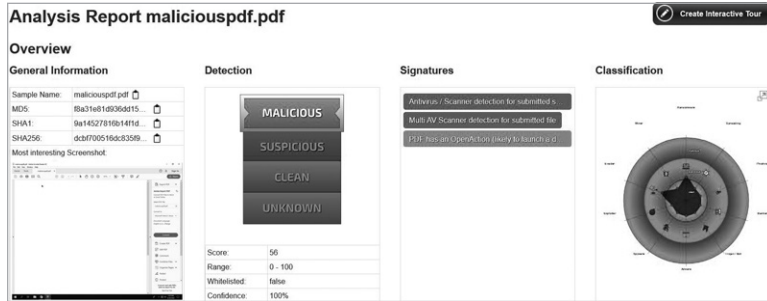 Analysis Report maliciouspdf.pdf
Create Interactive Tour
Overview
General Information
Sample Name: maliciouspdf.pdf
MD5: f8a31e81d936dd15...
SHA1: 9a14527816b14f1d...
SHA256: dcbf700516dc835f9...
Most interesting Screenshot:
Detection
MALICIOUS
SUSPICIOUS
CLEAN
UNKNOWN
Score: 56
Range: 0 - 100
Whitelisted: false
Confidence: 100%
Signatures
Antivirus / Scanner detection for submitted s...
Multi AV Scanner detection for submitted file
PDF has an OpenAction (likely to launch a d...
Classification